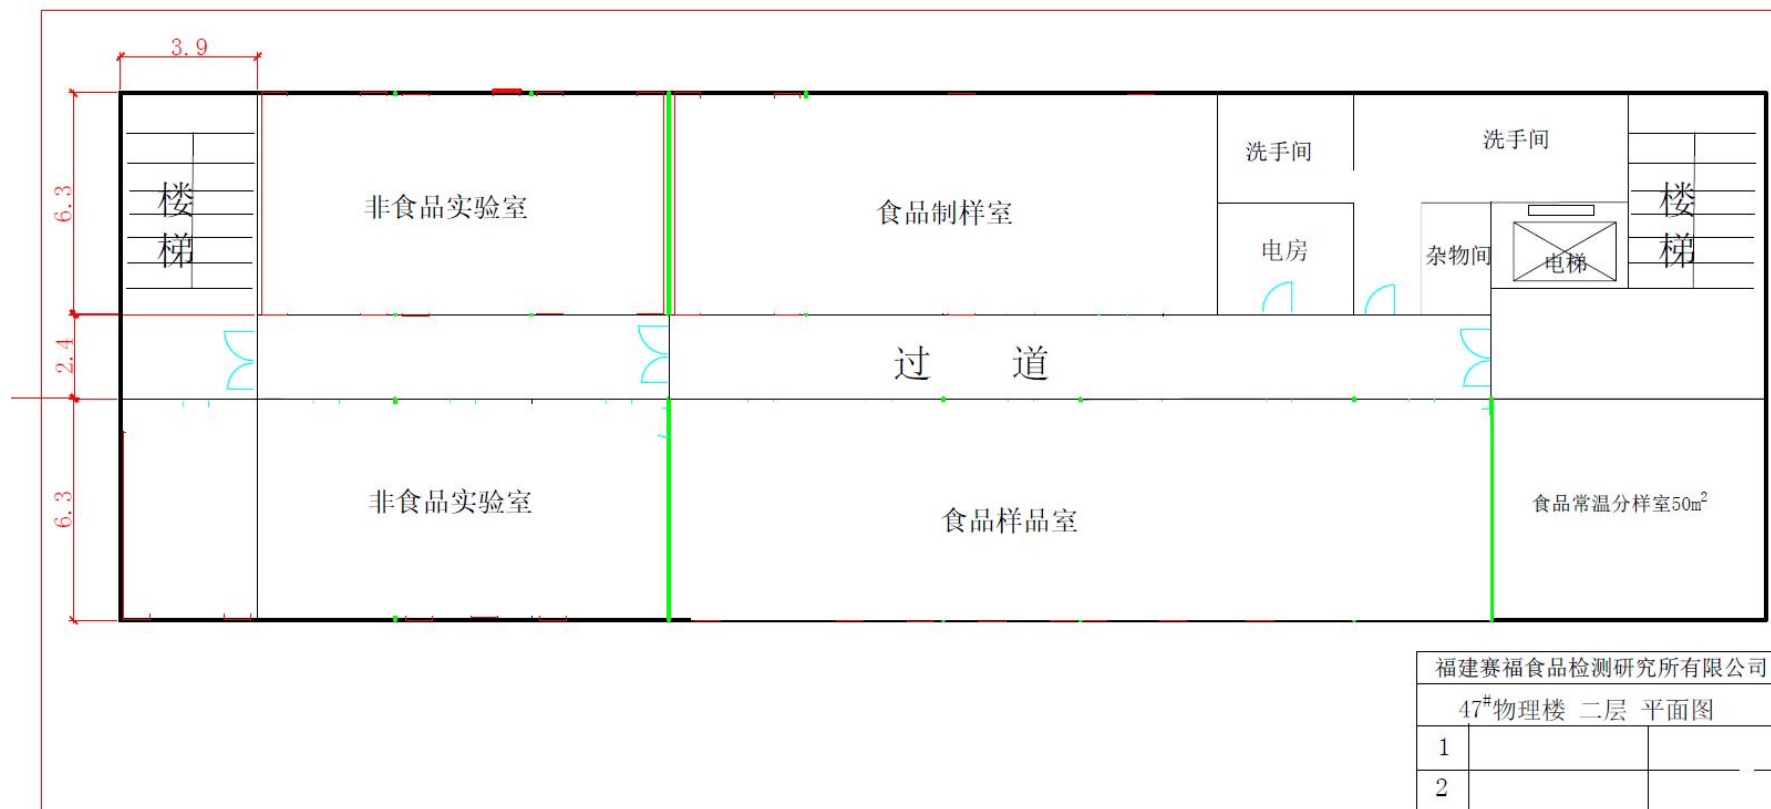 3.9
6.3
2.4
6.3
楼梯
非食品实验室
食品制样室
洗手间
洗手间
电房
杂物间
电梯
楼梯
过 道
非食品实验室
食品样品室
食品常温分样室50m²
福建赛福食品检测研究所有限公司
47#物理楼 二层 平面图
1
2